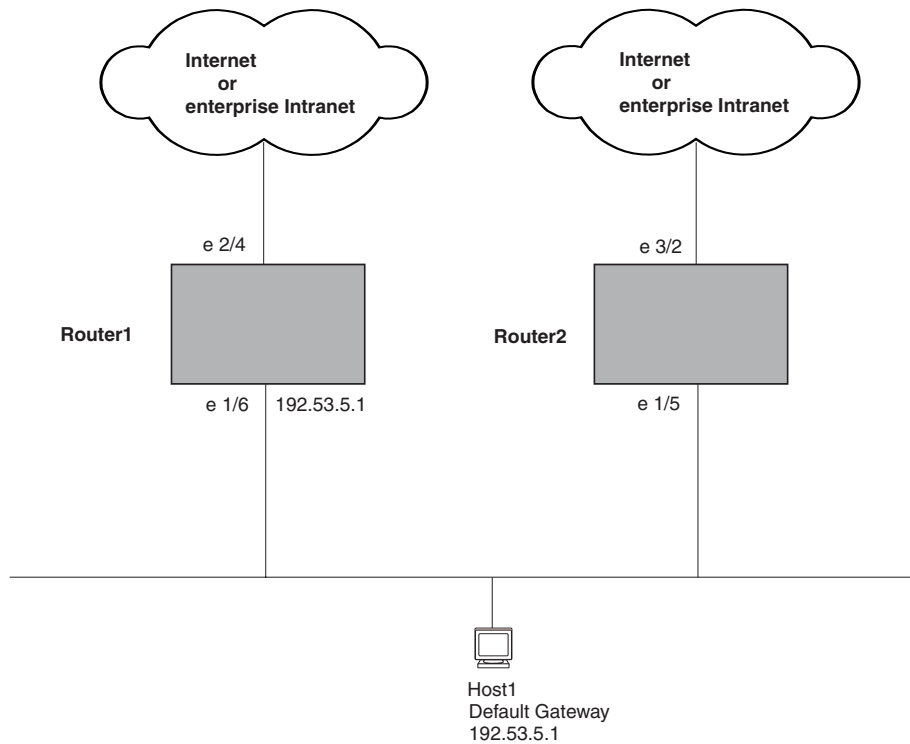 Internet
or
enterprise Intranet
Internet
or
enterprise Intranet
e 2/4
e 3/2
Router1
Router2
e 1/6 192.53.5.1
e 1/5
Host1
Default Gateway
192.53.5.1